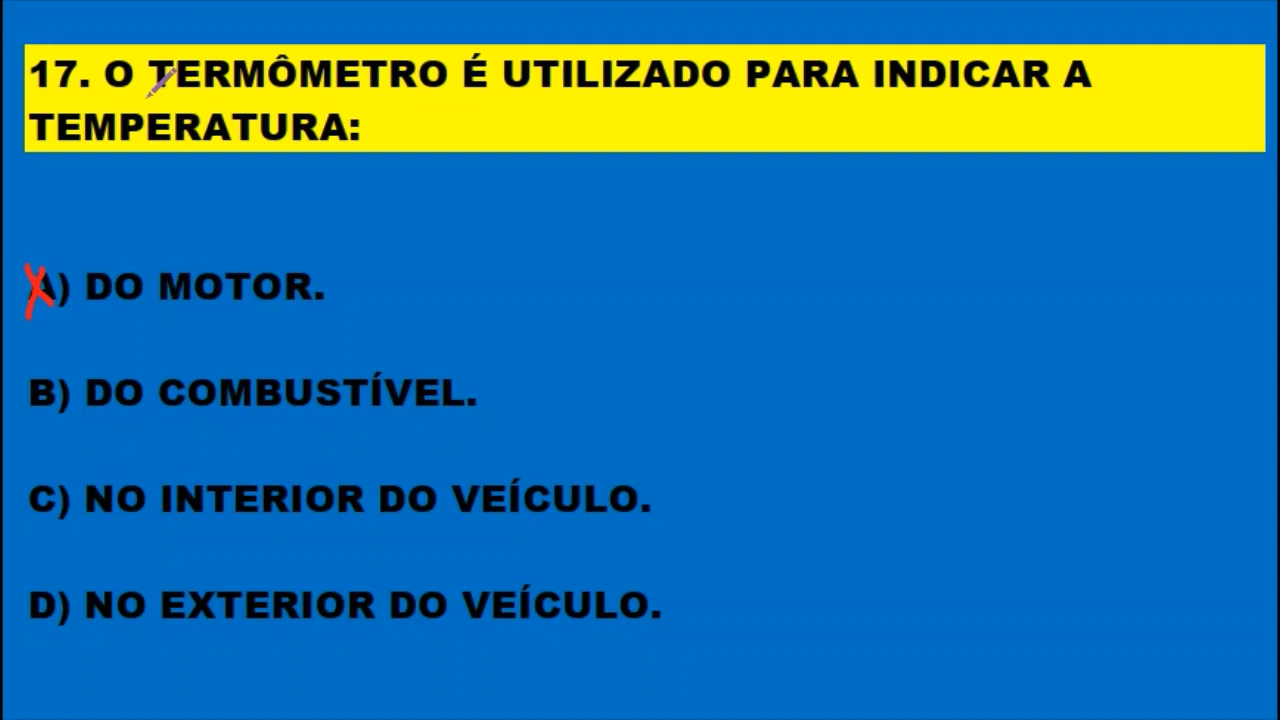 17. O TERMÔMETRO É UTILIZADO PARA INDICAR A
TEMPERATURA:
A) DO MOTOR.
B) DO COMBUSTÍVEL.
C) NO INTERIOR DO VEÍCULO.
D) NO EXTERIOR DO VEÍCULO.